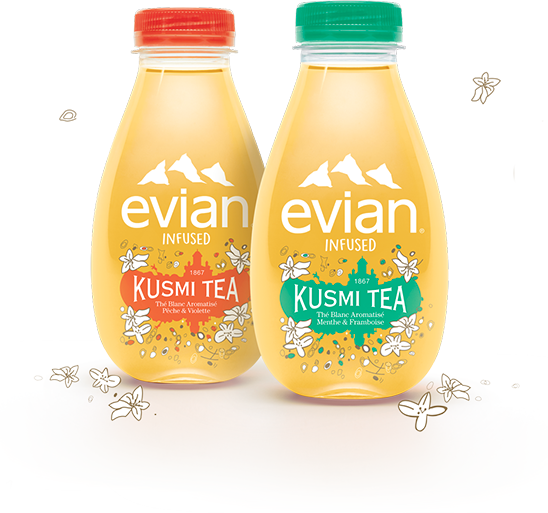 evian
INFUSED
1867
KUSMI TEA
Thé Blanc Aromatisé
Pêche & Violette
evian®
INFUSED
1867
KUSMI TEA
Thé Blanc Aromatisé
Menthe & Framboise